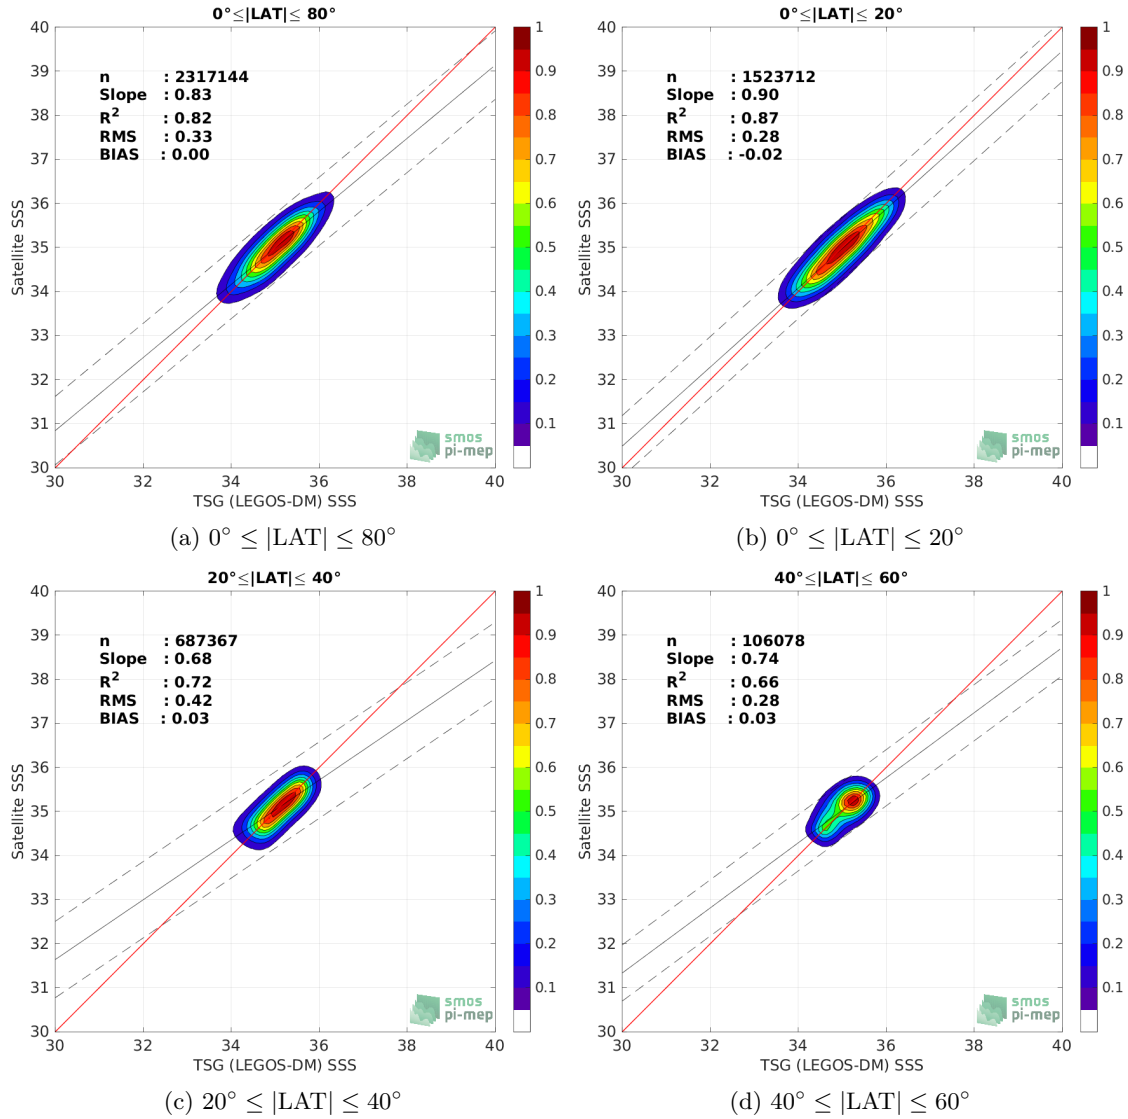 0°≤|LAT|≤ 80°
40
39
38
37
36
35
34
33
32
31
30
Satellite SSS
n : 2317144
Slope : 0.83
R² : 0.82
RMS : 0.33
BIAS : 0.00
smos
pi-mep
30 32 34 36 38 40
TSG (LEGOS-DM) SSS
1
0.9
0.8
0.7
0.6
0.5
0.4
0.3
0.2
0.1
(a) 0° ≤ |LAT| ≤ 80°
0°≤|LAT|≤ 20°
40
39
38
37
36
35
34
33
32
31
30
Satellite SSS
n : 1523712
Slope : 0.90
R² : 0.87
RMS : 0.28
BIAS : -0.02
smos
pi-mep
30 32 34 36 38 40
TSG (LEGOS-DM) SSS
1
0.9
0.8
0.7
0.6
0.5
0.4
0.3
0.2
0.1
(b) 0° ≤ |LAT| ≤ 20°
20°≤|LAT|≤ 40°
40
39
38
37
36
35
34
33
32
31
30
Satellite SSS
n : 687367
Slope : 0.68
R² : 0.72
RMS : 0.42
BIAS : 0.03
smos
pi-mep
30 32 34 36 38 40
TSG (LEGOS-DM) SSS
1
0.9
0.8
0.7
0.6
0.5
0.4
0.3
0.2
0.1
(c) 20° ≤ |LAT| ≤ 40°
40°≤|LAT|≤ 60°
40
39
38
37
36
35
34
33
32
31
30
Satellite SSS
n : 106078
Slope : 0.74
R² : 0.66
RMS : 0.28
BIAS : 0.03
smos
pi-mep
30 32 34 36 38 40
TSG (LEGOS-DM) SSS
1
0.9
0.8
0.7
0.6
0.5
0.4
0.3
0.2
0.1
(d) 40° ≤ |LAT| ≤ 60°